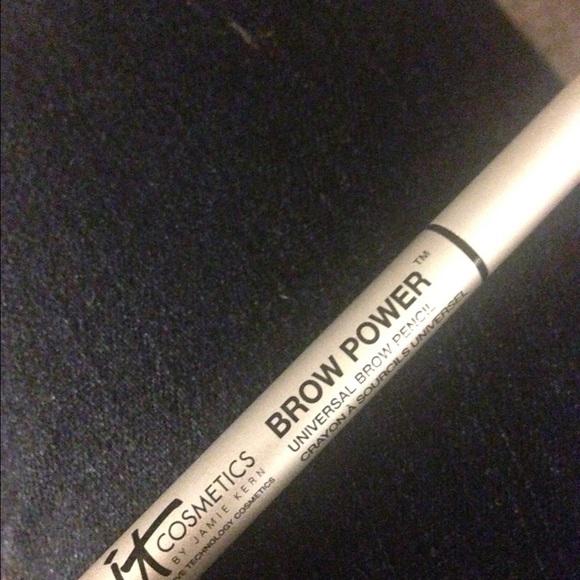 it COSMETICS
BY JAMIE KERN
TECHNOLOGY COSMETICS
BROW POWER™
UNIVERSAL BROW PENCIL
CRAYON À SOURCILS UNIVERSEL